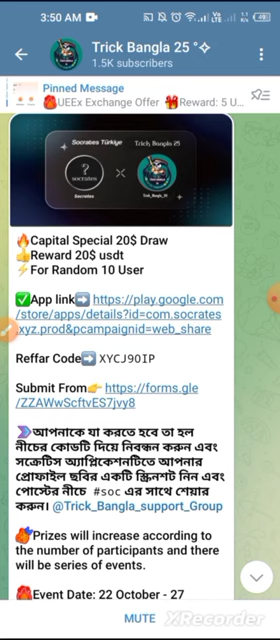 3:50 AM
Trick Bangla 25 °✧
1.5K subscribers
Pinned Message
🎒UEEx Exchange Offer 🎁Reward: 5 U...
Socrates Türkiye
Trick Bangla 25
?
socrates
X
Socrates
Trick_Bangla_25
🔥Capital Special 20$ Draw
👍Reward 20$ usdt
⚡For Random 10 User
✅App link➡️ https://play.google.com
/store/apps/details?id=com.socrates
.xyz.prod&pcampaignid=web_share
Reffar Code➡️ XYCJ9OIP
Submit From👉 https://forms.gle
/ZZAWwScftvES7jvy8
আপনাকে যা করতে হবে তা হল
নীচের কোডটি দিয়ে নিবন্ধন করুন এবং
সক্রেটিস অ্যাপ্লিকেশনটিতে আপনার
প্রোফাইল ছবির একটি স্ক্রিনশট নিন এবং
পোস্টের নীচে #soc এর সাথে শেয়ার
করুন। @Trick_Bangla_support_Group
Prizes will increase according to
the number of participants and there
will be series of events.
Event Date: 22 October - 27
MUTE
XRecorder